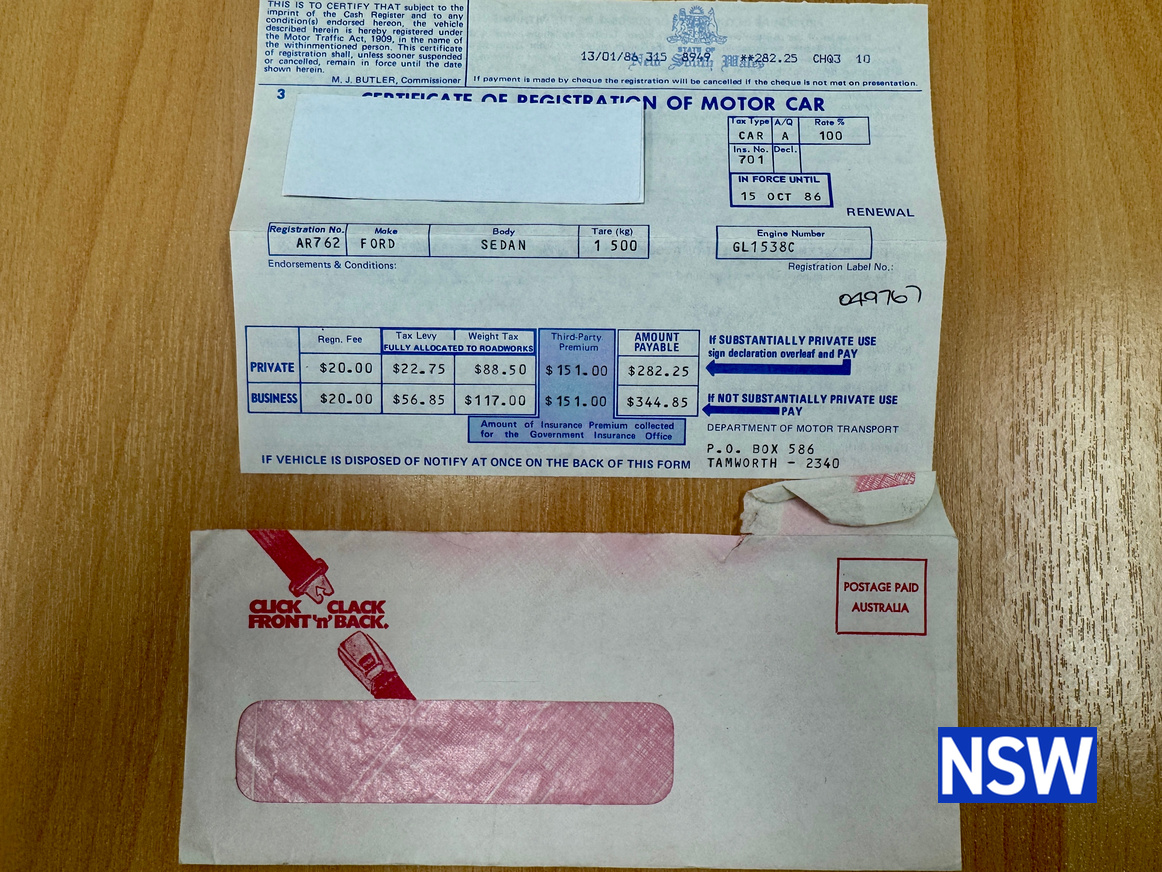 THIS IS TO CERTIFY THAT subject to the
imprint of the Cash Register and to any
condition(s) endorsed hereon, the vehicle
described herein is hereby registered under
the Motor Traffic Act, 1909, in the name of
the withinmentioned person. This certificate
of registration shall, unless sooner suspended
or cancelled, remain in force until the date
shown herein.
M. J. BUTLER, Commissioner
STATE OF
New South Wales
13/01/86 315 8949 **282.25 CHQ3 10
If payment is made by cheque the registration will be cancelled if the cheque is not met on presentation.
3
CERTIFICATE OF REGISTRATION OF MOTOR CAR
Tax Type A/Q Rate %
CAR A 100
Ins. No. Decl.
701
IN FORCE UNTIL
15 OCT 86
RENEWAL
Registration No. Make Body Tare (kg) Engine Number
AR762 FORD SEDAN 1 500 GL1538C
Endorsements & Conditions: Registration Label No.:
049767
Regn. Fee Tax Levy Weight Tax Third-Party Premium AMOUNT PAYABLE
FULLY ALLOCATED TO ROADWORKS
PRIVATE $20.00 $22.75 $88.50 $151.00 $282.25
BUSINESS $20.00 $56.85 $117.00 $151.00 $344.85
If SUBSTANTIALLY PRIVATE USE
sign declaration overleaf and PAY
If NOT SUBSTANTIALLY PRIVATE USE
PAY
Amount of Insurance Premium collected
for the Government Insurance Office
DEPARTMENT OF MOTOR TRANSPORT
P.O. BOX 586
TAMWORTH - 2340
IF VEHICLE IS DISPOSED OF NOTIFY AT ONCE ON THE BACK OF THIS FORM
CLICK CLACK
FRONT 'n' BACK.
POSTAGE PAID
AUSTRALIA
NSW